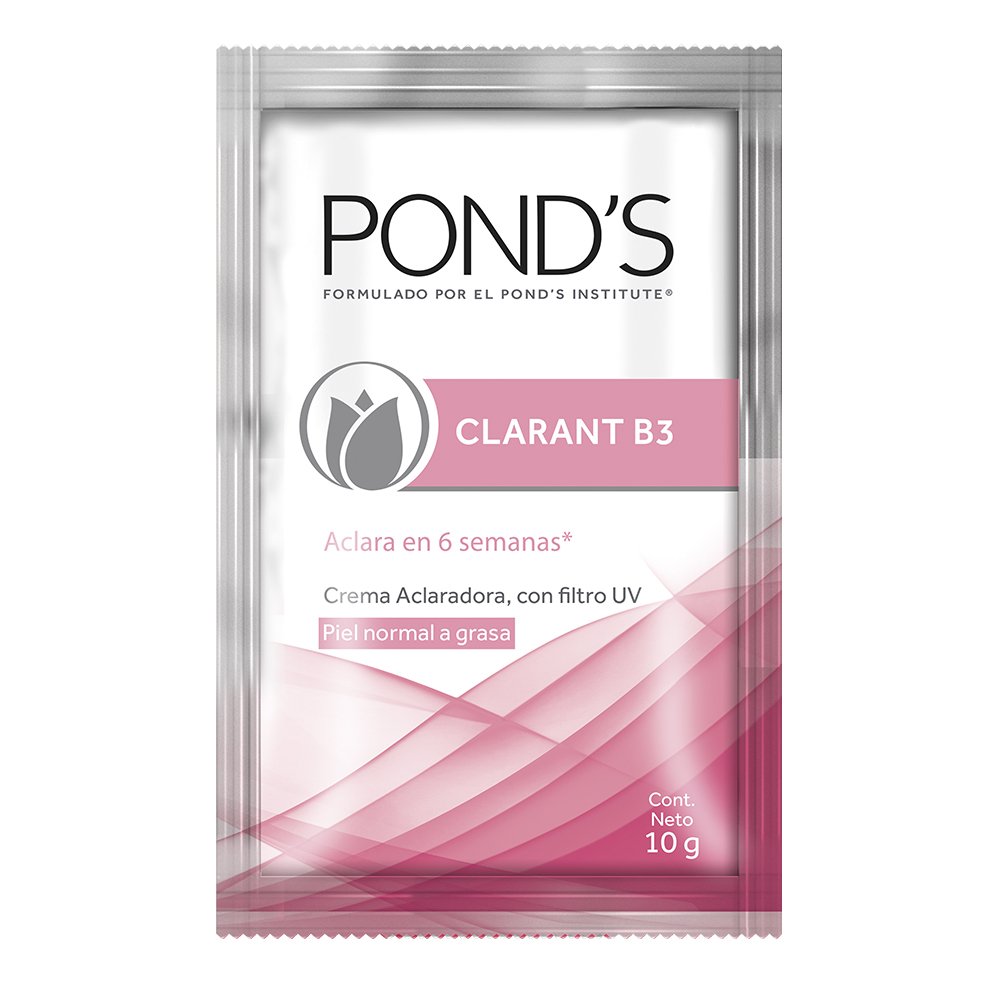 POND'S
FORMULADO POR EL POND'S INSTITUTE®
CLARANT B3
Aclara en 6 semanas*
Crema Aclaradora, con filtro UV
Piel normal a grasa
Cont.
Neto
10 g